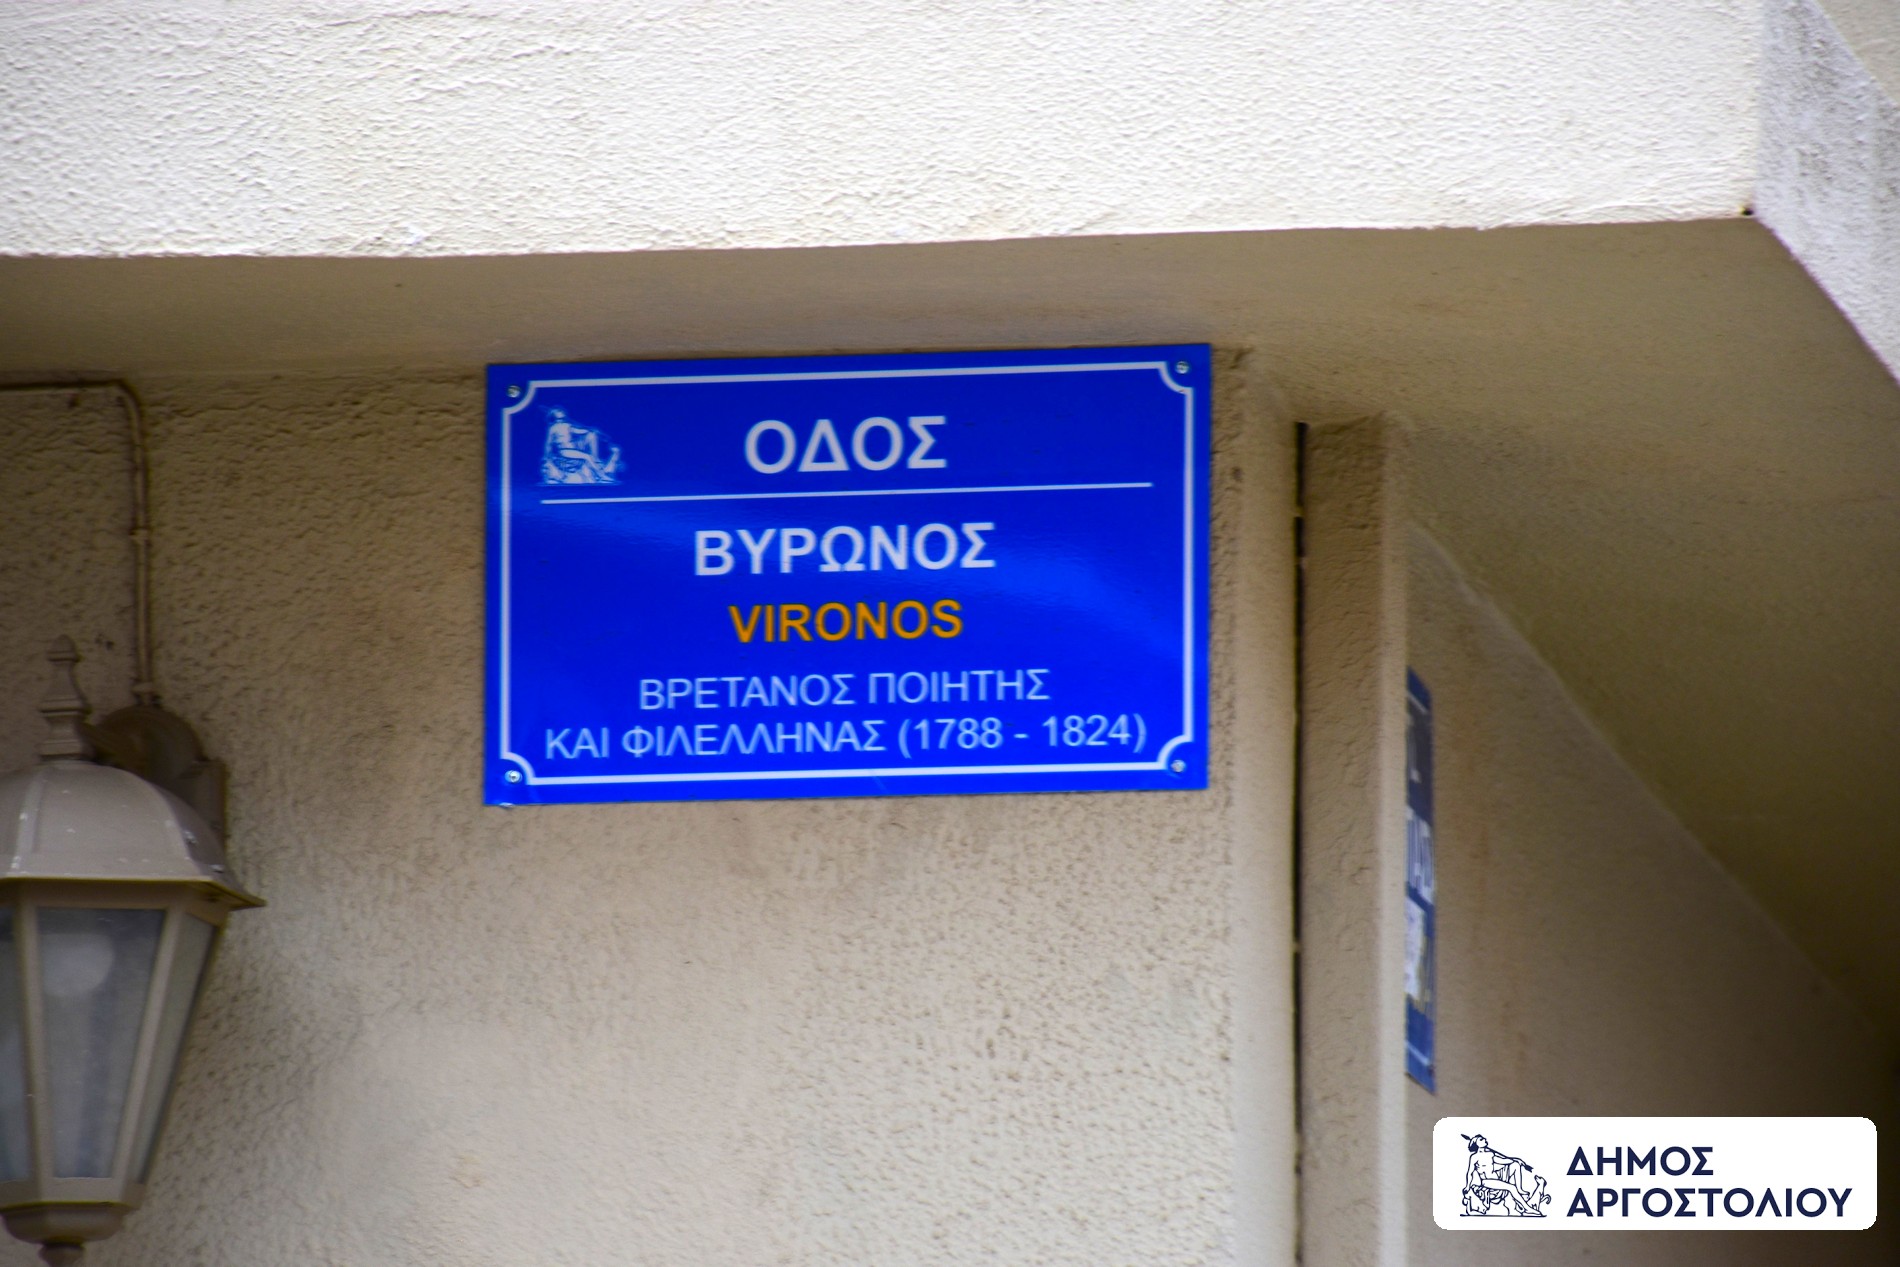 ΟΔΟΣ
ΒΥΡΩΝΟΣ
VIRONOS
ΒΡΕΤΑΝΟΣ ΠΟΙΗΤΗΣ
ΚΑΙ ΦΙΛΕΛΛΗΝΑΣ (1788 - 1824)
ΔΗΜΟΣ
ΑΡΓΟΣΤΟΛΙΟΥ